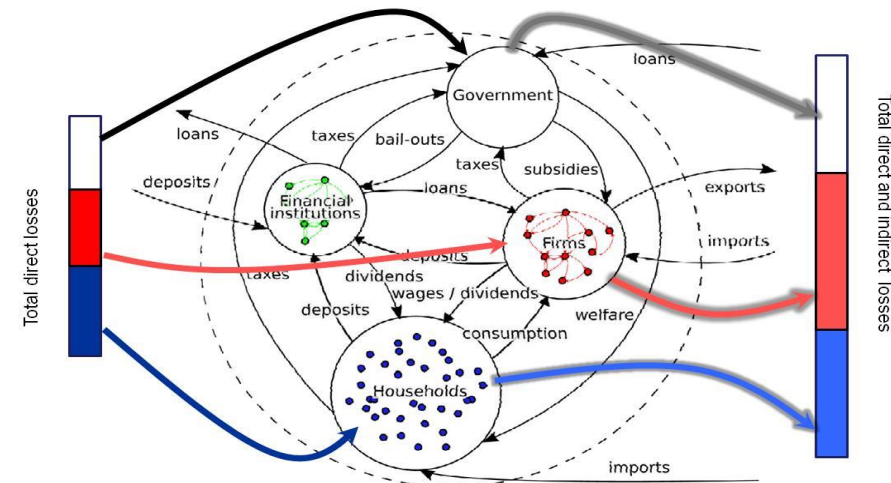 loans
Government
loans
taxes
bail-outs
taxes
subsidies
deposits
loans
exports
Financial
institutions
Firms
imports
deposits
taxes
dividends
wages / dividends
deposits
consumption
welfare
Households
imports
Total direct losses
Total direct and indirect losses